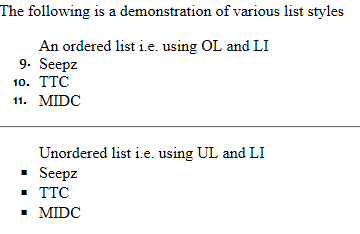 The following is a demonstration of various list styles
An ordered list i.e. using OL and LI
9. Seepz
10. TTC
11. MIDC
Unordered list i.e. using UL and LI
▪ Seepz
▪ TTC
▪ MIDC